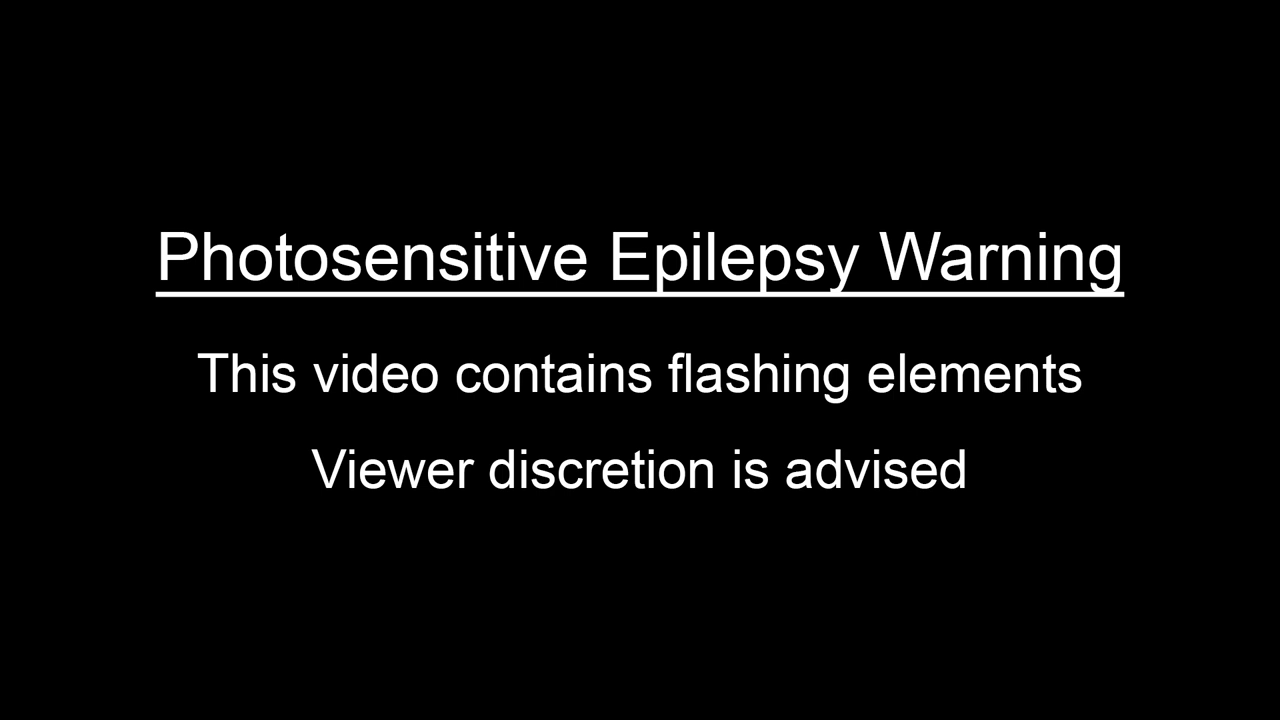 Photosensitive Epilepsy Warning
This video contains flashing elements
Viewer discretion is advised